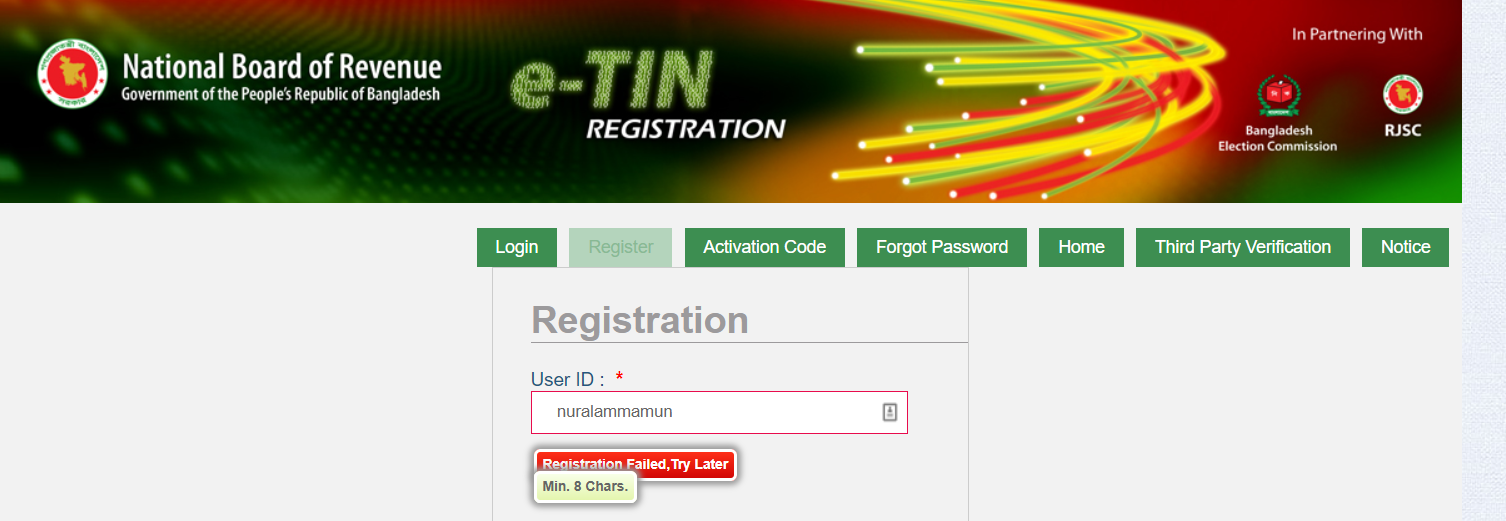 In Partnering With
National Board of Revenue
Government of the People's Republic of Bangladesh
e-TIN
REGISTRATION
Bangladesh
Election Commission
RJSC
Login Register Activation Code Forgot Password Home Third Party Verification Notice
Registration
User ID : *
nuralammamun
Registration Failed,Try Later
Min. 8 Chars.